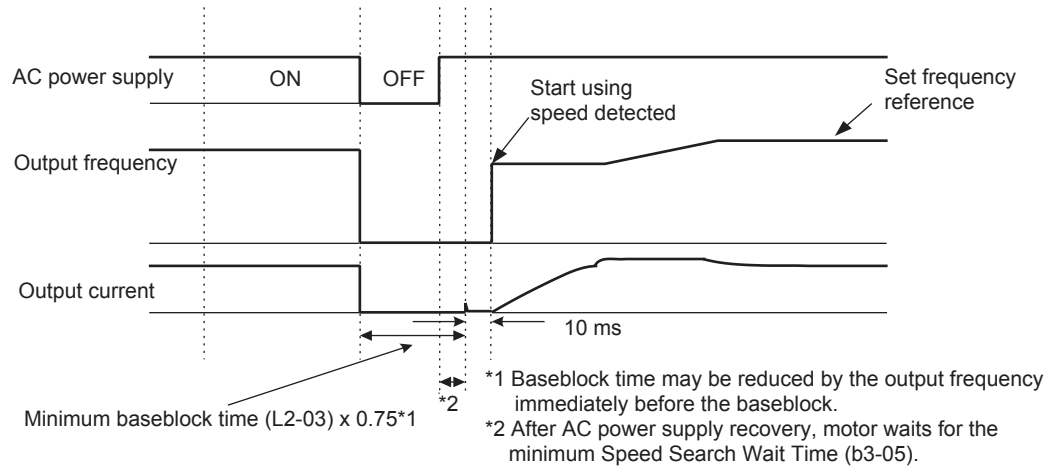 AC power supply
ON
OFF
Start using
speed detected
Set frequency
reference
Output frequency
Output current
10 ms
Minimum baseblock time (L2-03) x 0.75*1
*2
*1 Baseblock time may be reduced by the output frequency
immediately before the baseblock.
*2 After AC power supply recovery, motor waits for the
minimum Speed Search Wait Time (b3-05).